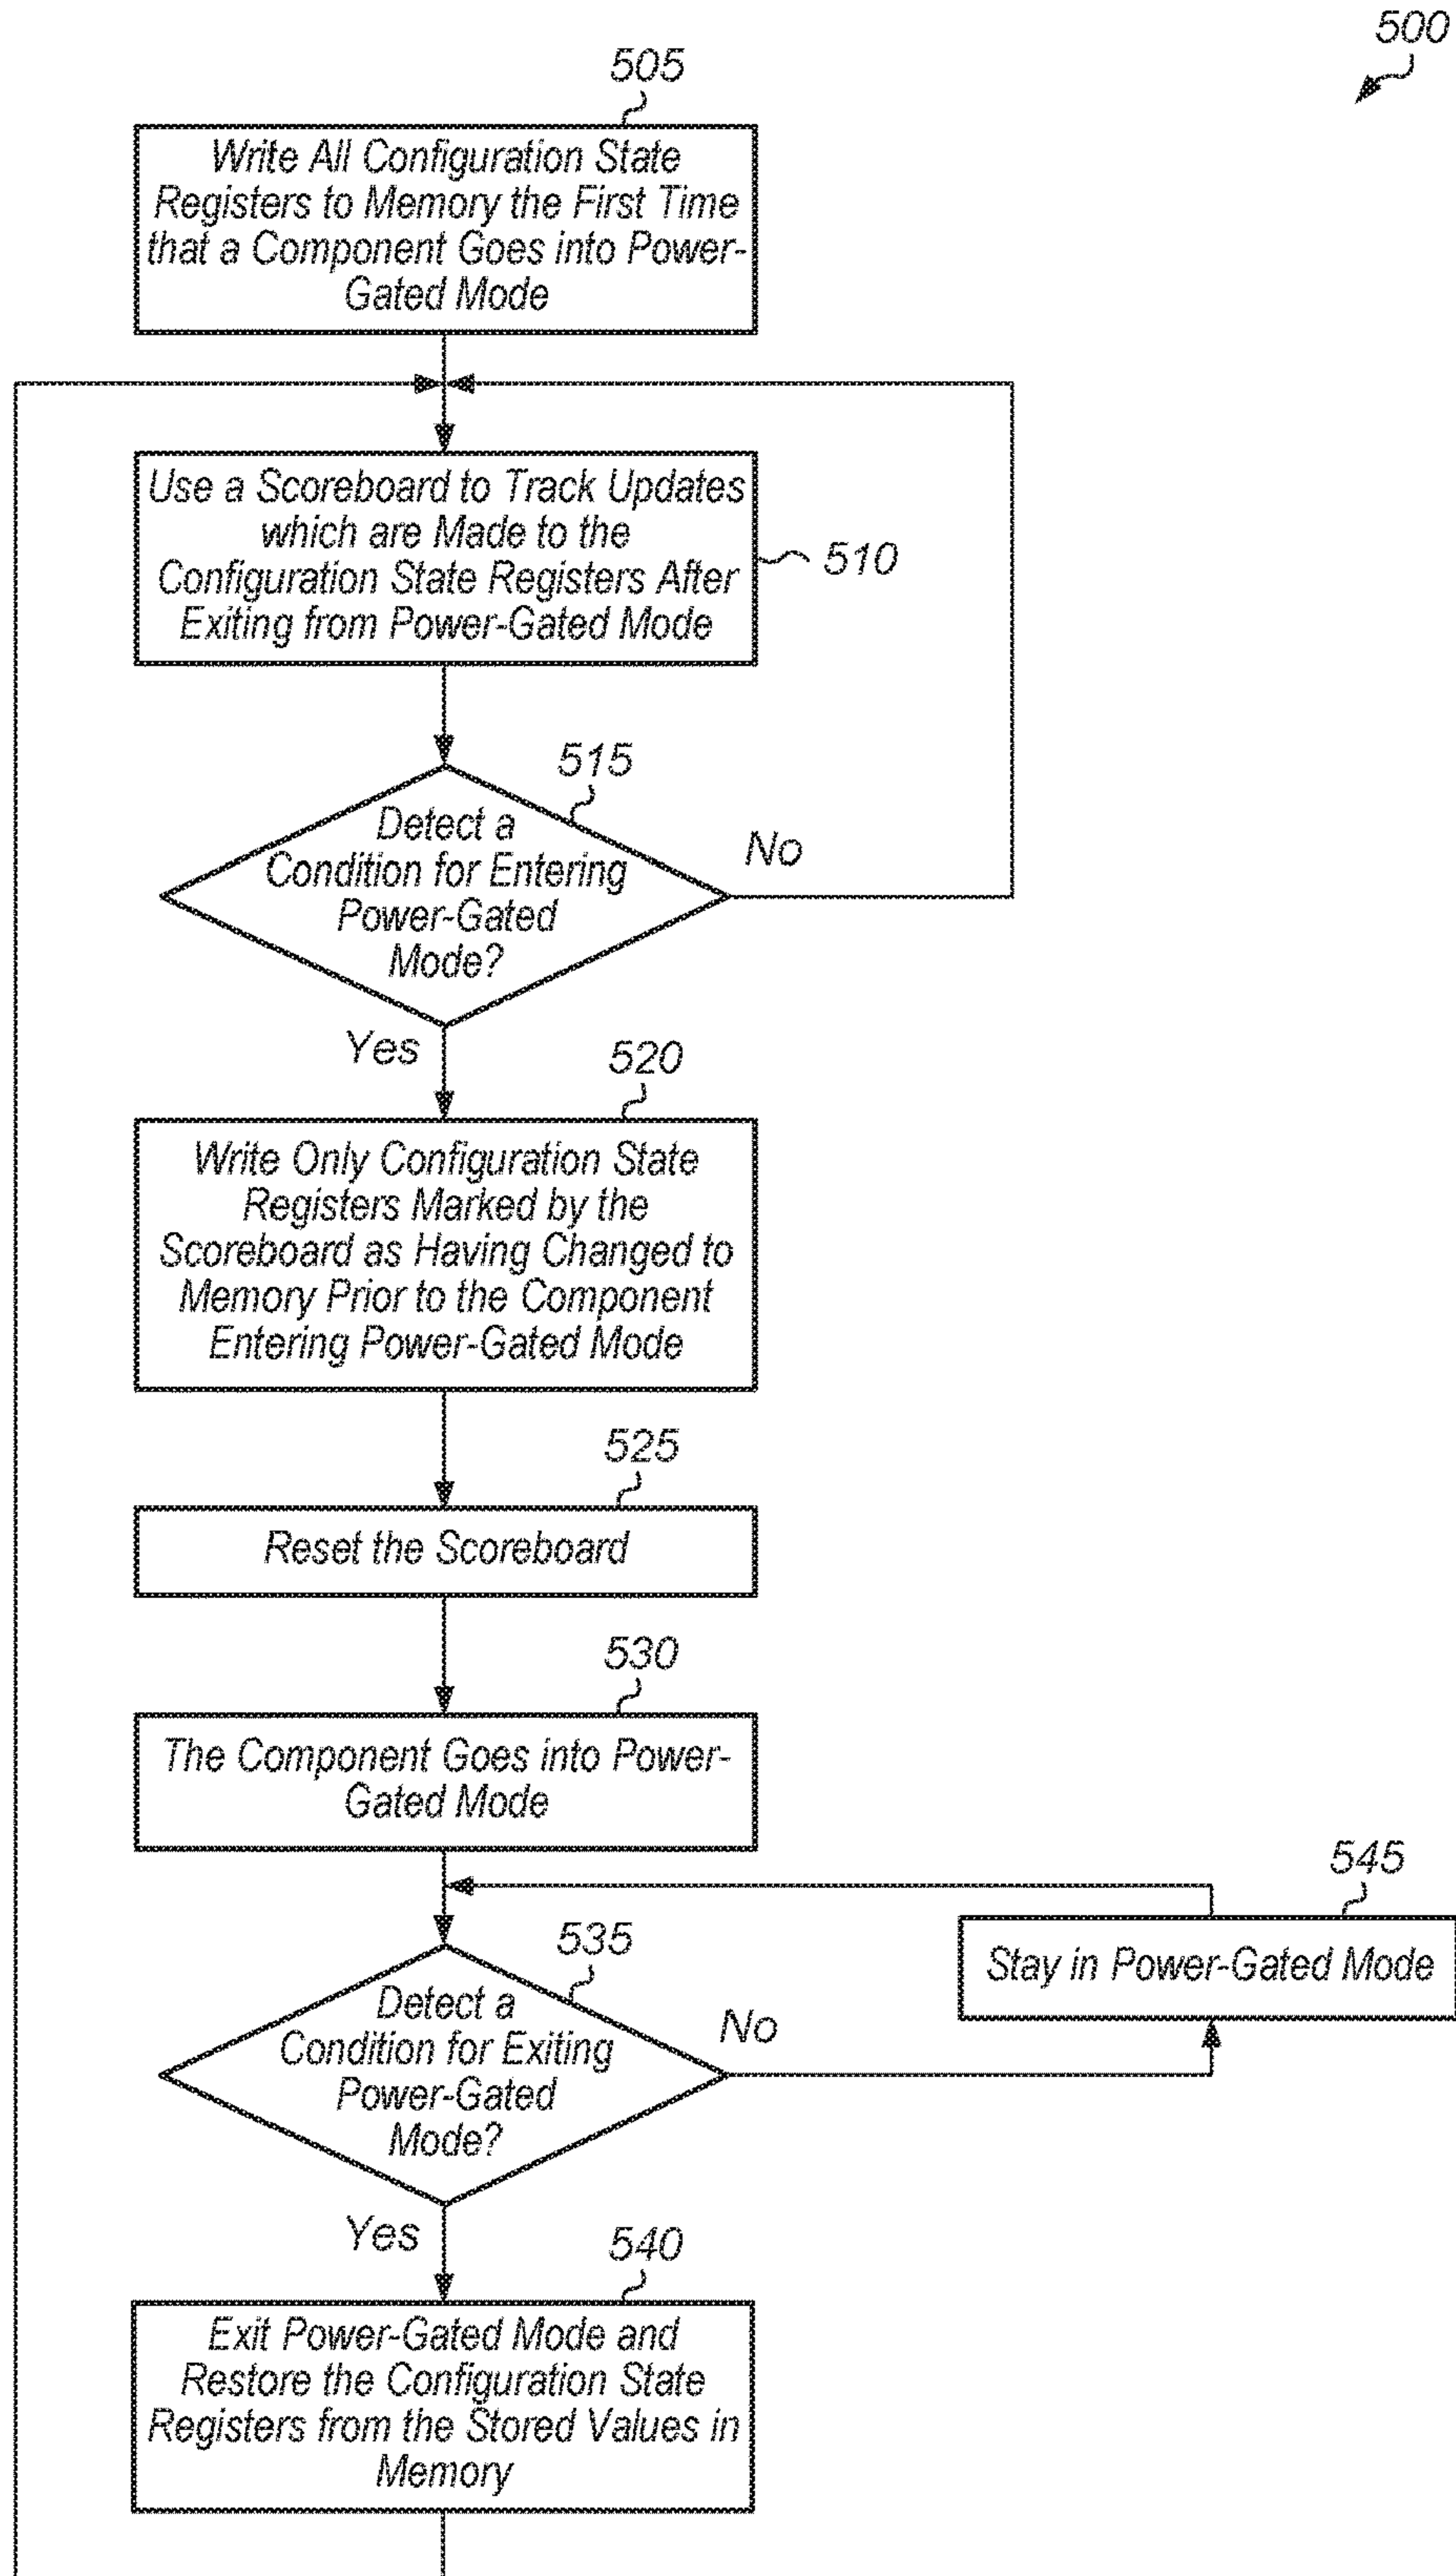 500
505
Write All Configuration State
Registers to Memory the First Time
that a Component Goes into Power-
Gated Mode
Use a Scoreboard to Track Updates
which are Made to the
Configuration State Registers After
Exiting from Power-Gated Mode
510
515
Detect a
Condition for Entering
Power-Gated
Mode?
No
Yes
520
Write Only Configuration State
Registers Marked by the
Scoreboard as Having Changed to
Memory Prior to the Component
Entering Power-Gated Mode
525
Reset the Scoreboard
530
The Component Goes into Power-
Gated Mode
545
Stay in Power-Gated Mode
535
Detect a
Condition for Exiting
Power-Gated
Mode?
No
Yes
540
Exit Power-Gated Mode and
Restore the Configuration State
Registers from the Stored Values in
Memory